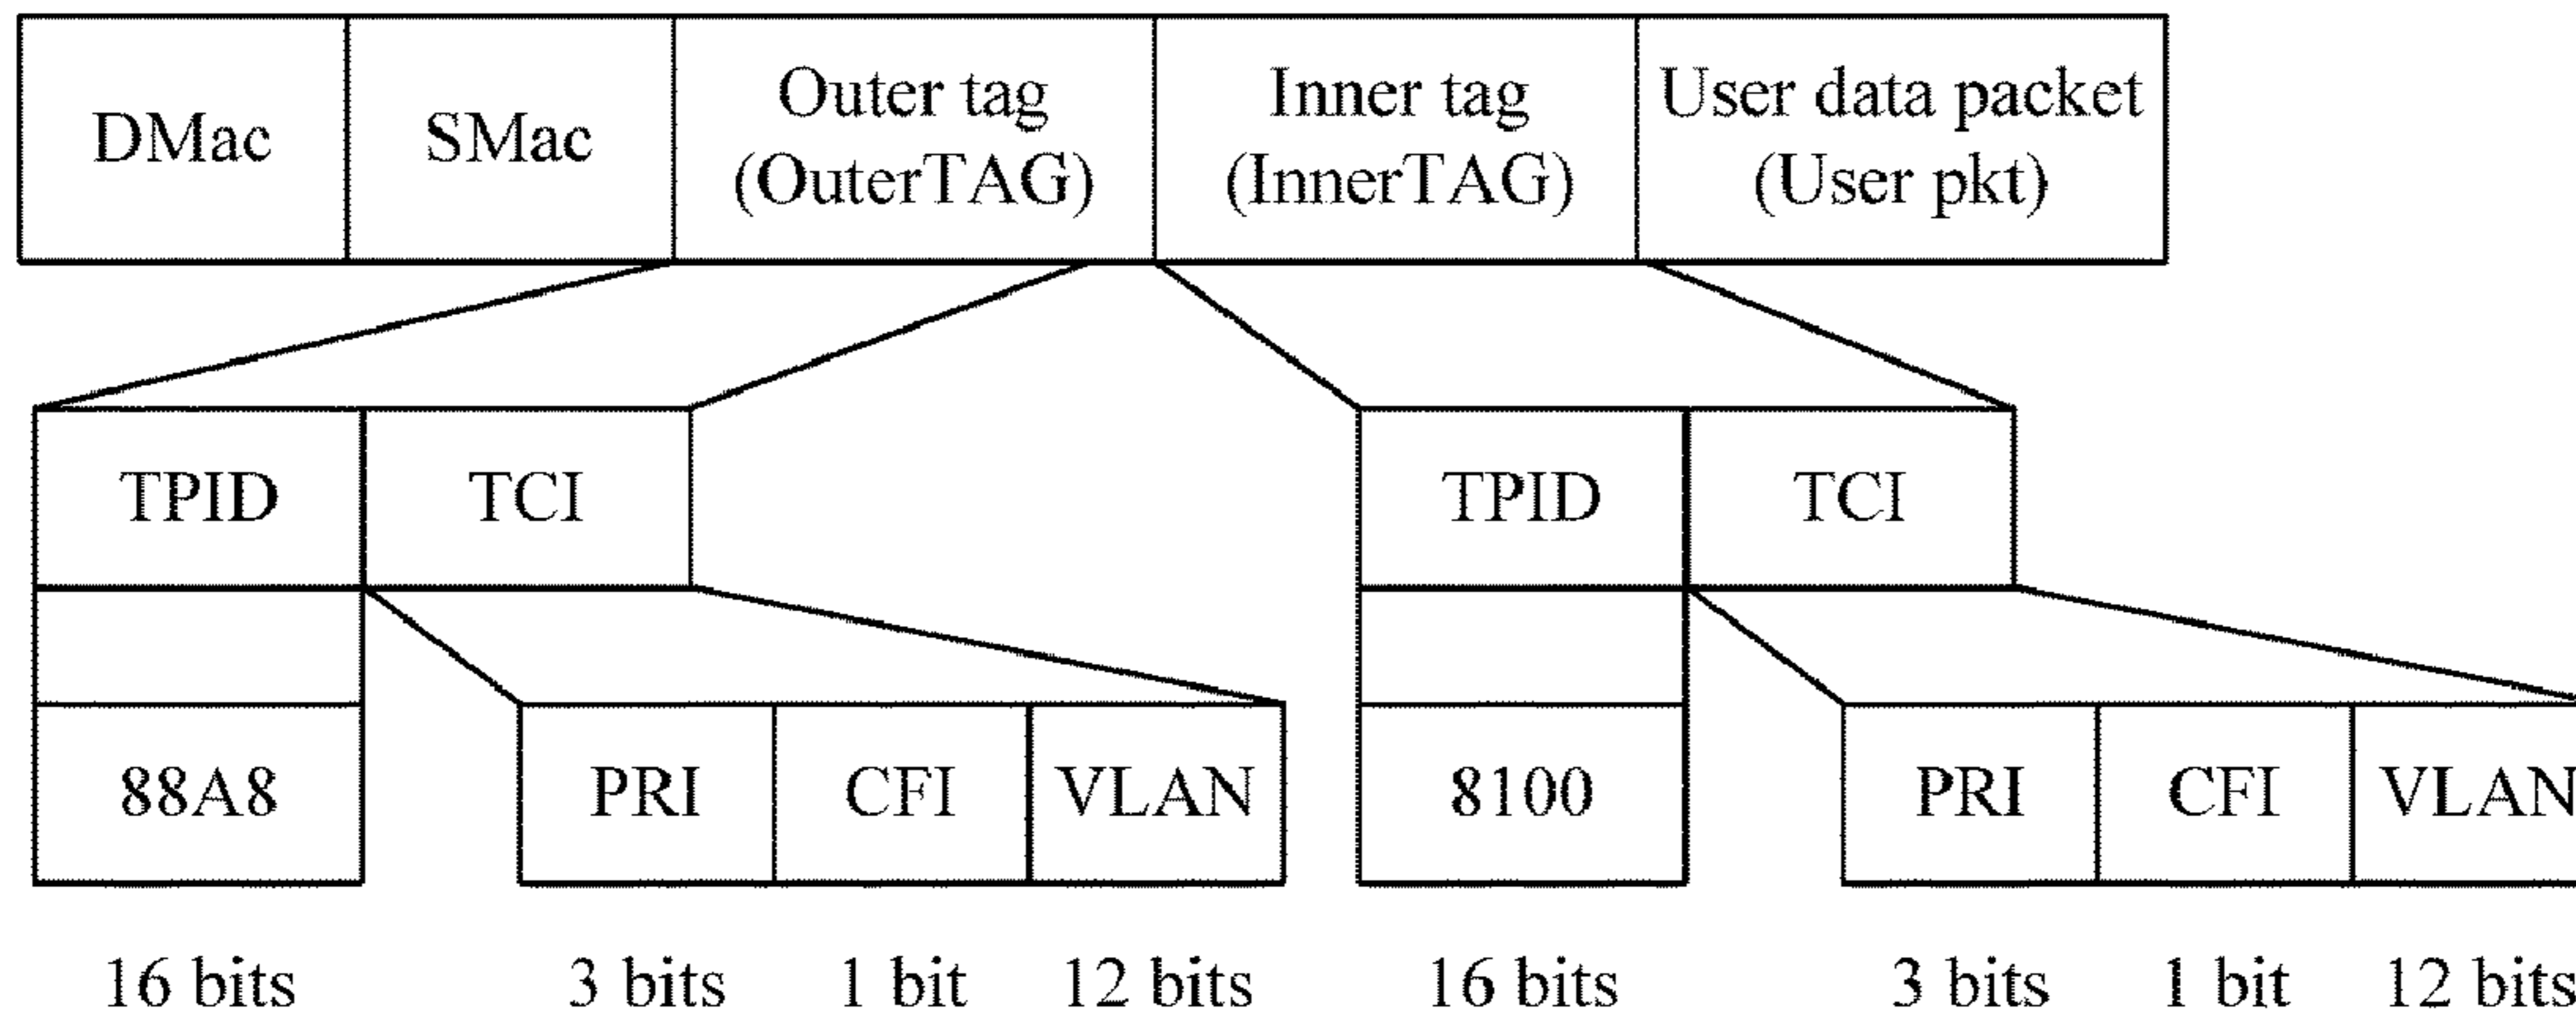 DMac
SMac
Outer tag
(OuterTAG)
Inner tag
(InnerTAG)
User data packet
(User pkt)
TPID
TCI
TPID
TCI
88A8
PRI
CFI
VLAN
8100
PRI
CFI
VLAN
16 bits
3 bits
1 bit
12 bits
16 bits
3 bits
1 bit
12 bits